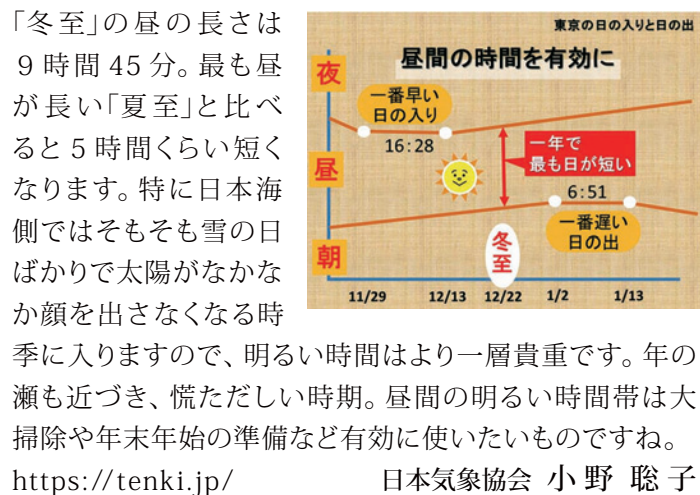 「冬至」の昼の長さは
9時間45分。最も昼
が長い「夏至」と比べ
ると5時間くらい短く
なります。特に日本海
側ではそもそも雪の日
ばかりで太陽がなかな
か顔を出さなくなる時
季に入りますので、明るい時間はより一層貴重です。年の
瀬も近づき、慌ただしい時期。昼間の明るい時間帯は大
掃除や年末年始の準備など有効に使いたいものですね。
https://tenki.jp/ 日本気象協会 小野 聡子
東京の日の入りと日の出
昼間の時間を有効に
夜
一番早い
日の入り
16:28
一年で
最も日が短い
昼
6:51
一番遅い
日の出
朝
冬至
11/29 12/13 12/22 1/2 1/13